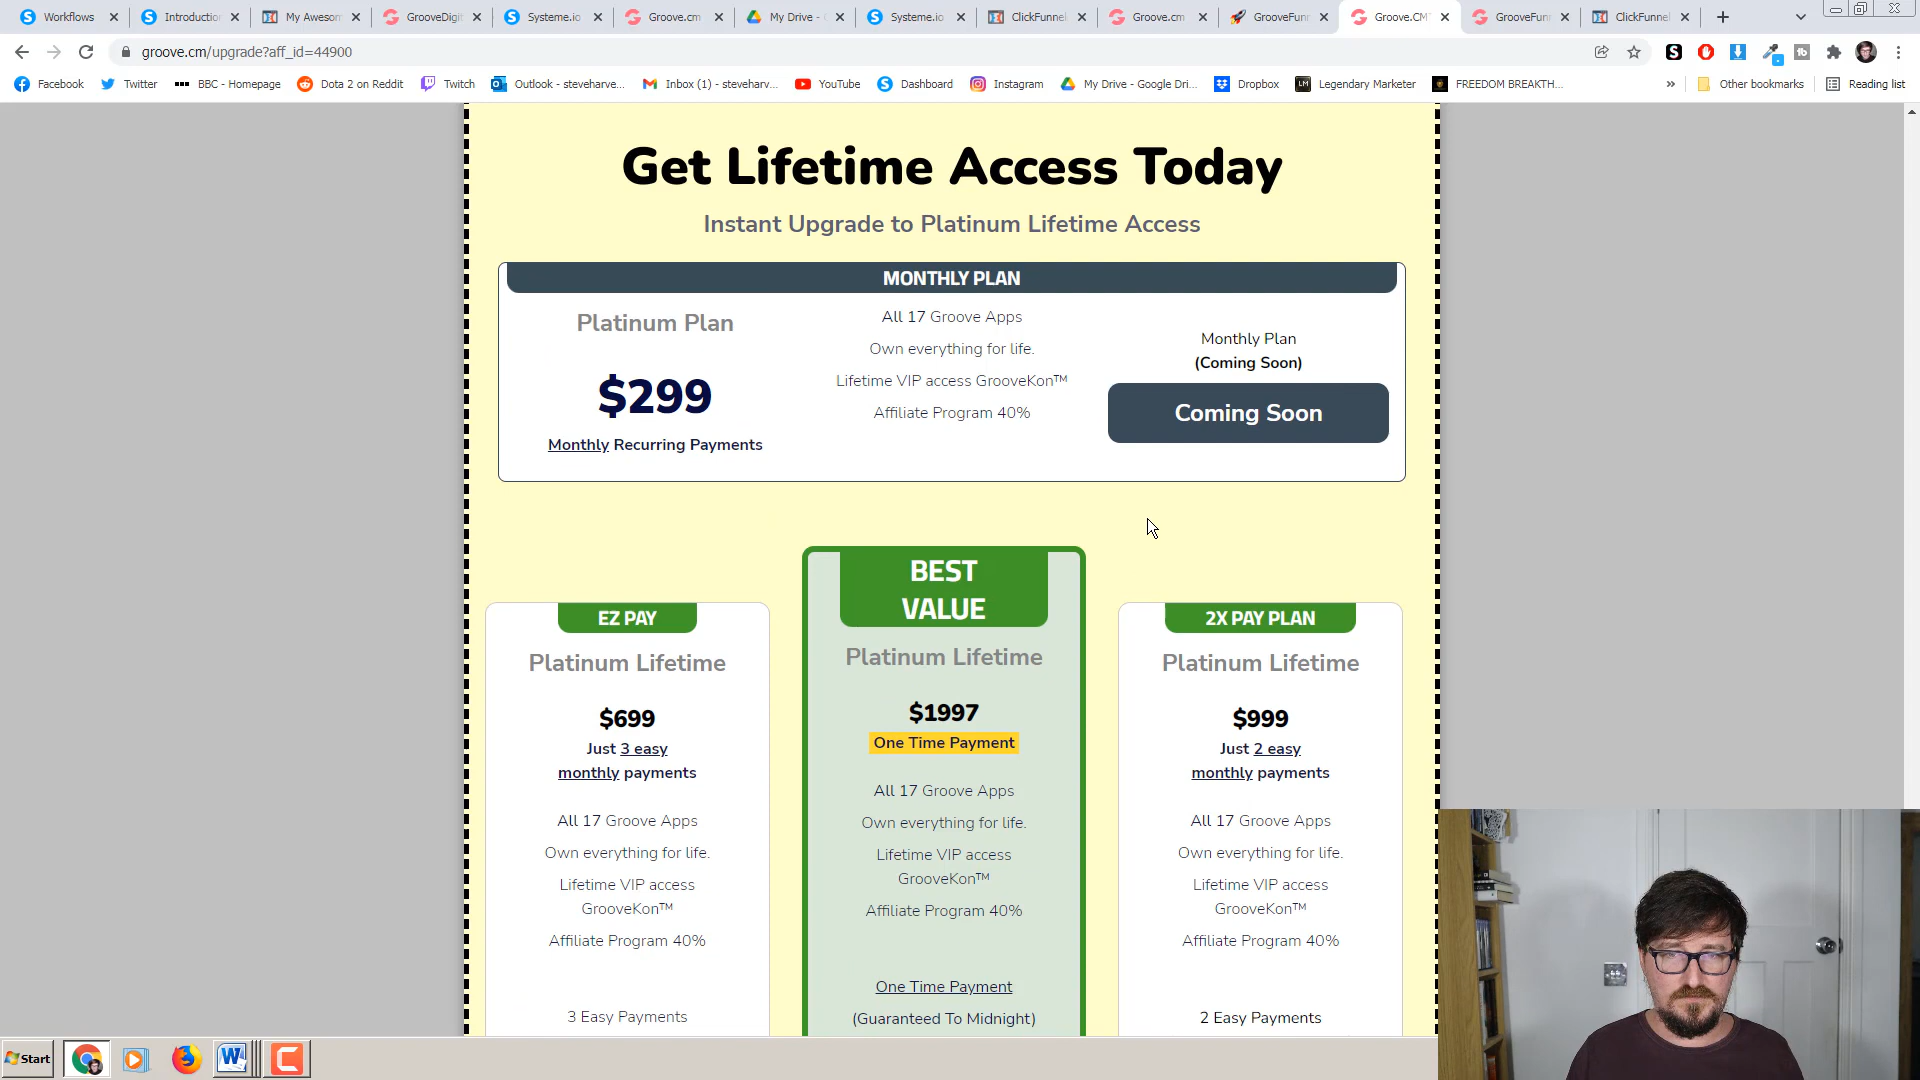 Workflows
Introduction
My Awesom
GrooveDigit
Systeme.io
Groove.cm
My Drive -
Systeme.io
ClickFunnel
Groove.cm
GrooveFunn
Groove.CM
GrooveFunn
ClickFunnel
groove.cm/upgrade?aff_id=44900
Facebook
Twitter
BBC - Homepage
Dota 2 on Reddit
Twitch
Outlook - steveharve...
Inbox (1) - steveharv...
YouTube
Dashboard
Instagram
My Drive - Google Dri...
Dropbox
Legendary Marketer
FREEDOM BREAKTH...
»
Other bookmarks
Reading list
Get Lifetime Access Today
Instant Upgrade to Platinum Lifetime Access
MONTHLY PLAN
Platinum Plan
$299
Monthly Recurring Payments
All 17 Groove Apps
Own everything for life.
Lifetime VIP access GrooveKon™
Affiliate Program 40%
Monthly Plan
(Coming Soon)
Coming Soon
EZ PAY
Platinum Lifetime
$699
Just 3 easy
monthly payments
All 17 Groove Apps
Own everything for life.
Lifetime VIP access
GrooveKon™
Affiliate Program 40%
3 Easy Payments
BEST
VALUE
Platinum Lifetime
$1997
One Time Payment
All 17 Groove Apps
Own everything for life.
Lifetime VIP access
GrooveKon™
Affiliate Program 40%
One Time Payment
(Guaranteed To Midnight)
2X PAY PLAN
Platinum Lifetime
$999
Just 2 easy
monthly payments
All 17 Groove Apps
Own everything for life.
Lifetime VIP access
GrooveKon™
Affiliate Program 40%
2 Easy Payments
Start